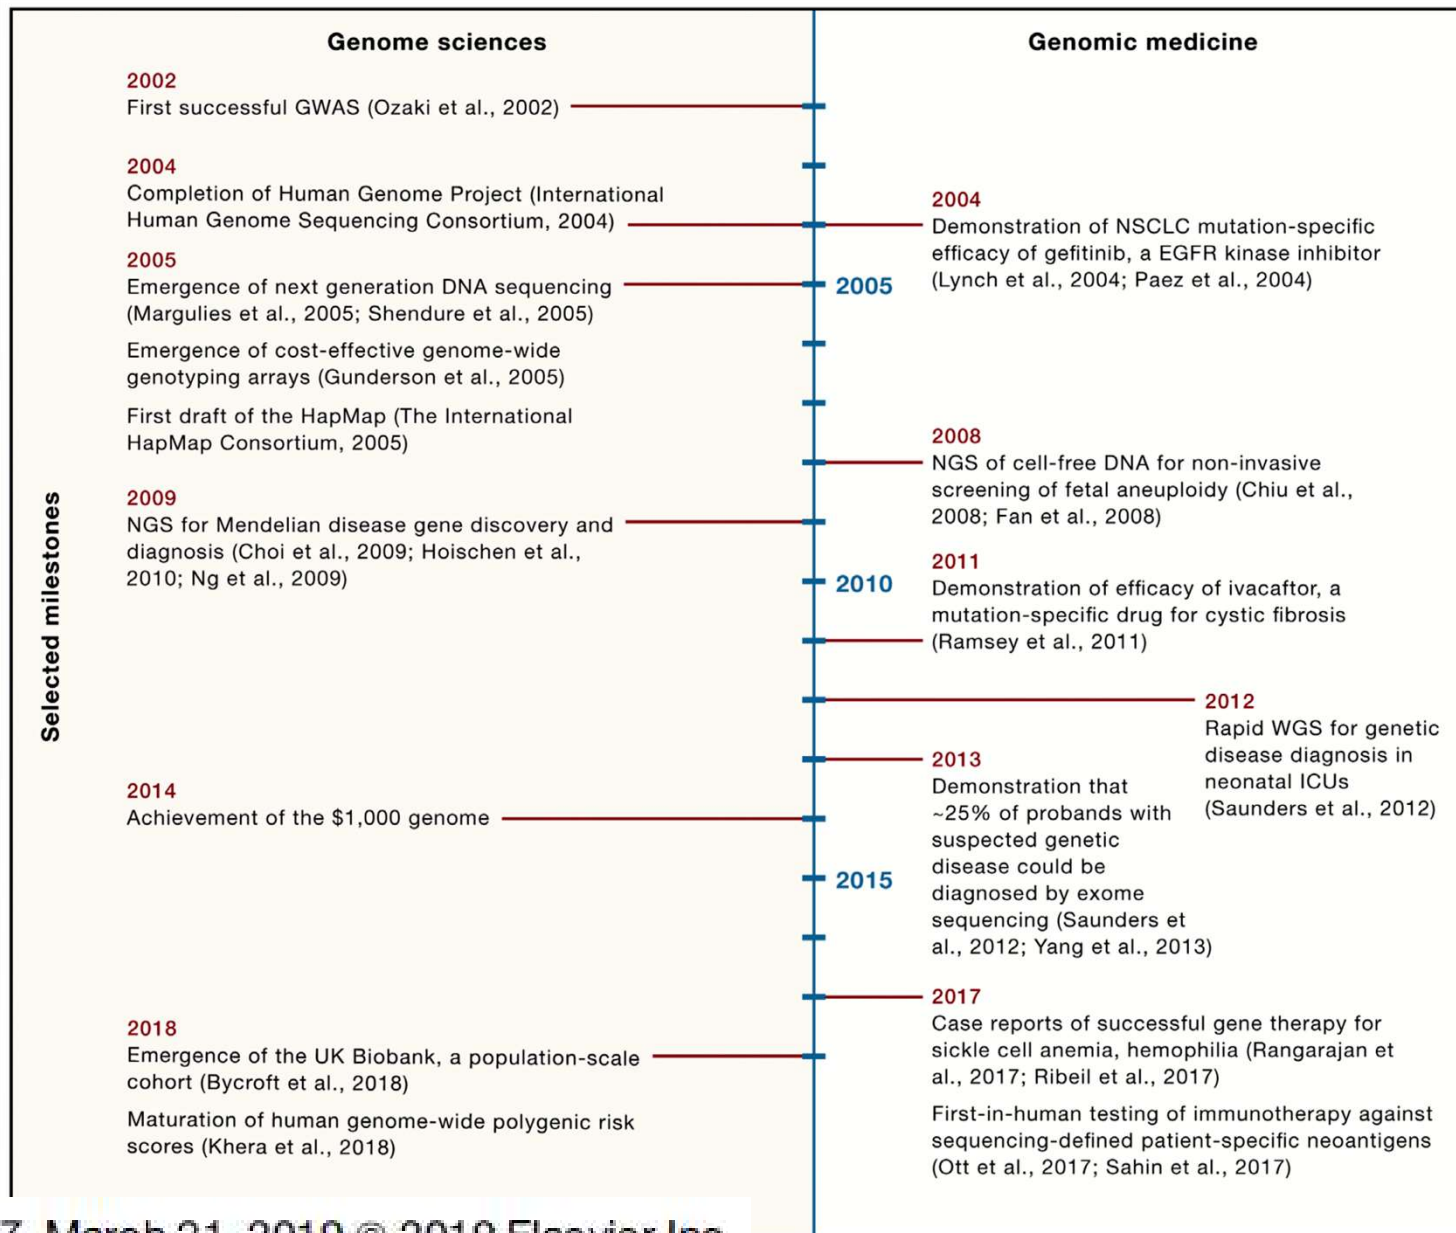 Genome sciences
Genomic medicine
Selected milestones
2002
First successful GWAS (Ozaki et al., 2002)
2004
Completion of Human Genome Project (International
Human Genome Sequencing Consortium, 2004)
2005
Emergence of next generation DNA sequencing
(Margulies et al., 2005; Shendure et al., 2005)
Emergence of cost-effective genome-wide
genotyping arrays (Gunderson et al., 2005)
First draft of the HapMap (The International
HapMap Consortium, 2005)
2009
NGS for Mendelian disease gene discovery and
diagnosis (Choi et al., 2009; Hoischen et al.,
2010; Ng et al., 2009)
2014
Achievement of the $1,000 genome
2018
Emergence of the UK Biobank, a population-scale
cohort (Bycroft et al., 2018)
Maturation of human genome-wide polygenic risk
scores (Khera et al., 2018)
2005
2010
2015
2004
Demonstration of NSCLC mutation-specific
efficacy of gefitinib, a EGFR kinase inhibitor
(Lynch et al., 2004; Paez et al., 2004)
2008
NGS of cell-free DNA for non-invasive
screening of fetal aneuploidy (Chiu et al.,
2008; Fan et al., 2008)
2011
Demonstration of efficacy of ivacaftor, a
mutation-specific drug for cystic fibrosis
(Ramsey et al., 2011)
2012
Rapid WGS for genetic
disease diagnosis in
neonatal ICUs
(Saunders et al., 2012)
2013
Demonstration that
~25% of probands with
suspected genetic
disease could be
diagnosed by exome
sequencing (Saunders et
al., 2012; Yang et al., 2013)
2017
Case reports of successful gene therapy for
sickle cell anemia, hemophilia (Rangarajan et
al., 2017; Ribeil et al., 2017)
First-in-human testing of immunotherapy against
sequencing-defined patient-specific neoantigens
(Ott et al., 2017; Sahin et al., 2017)
March 21, 2019 © 2019 Elsevier Inc